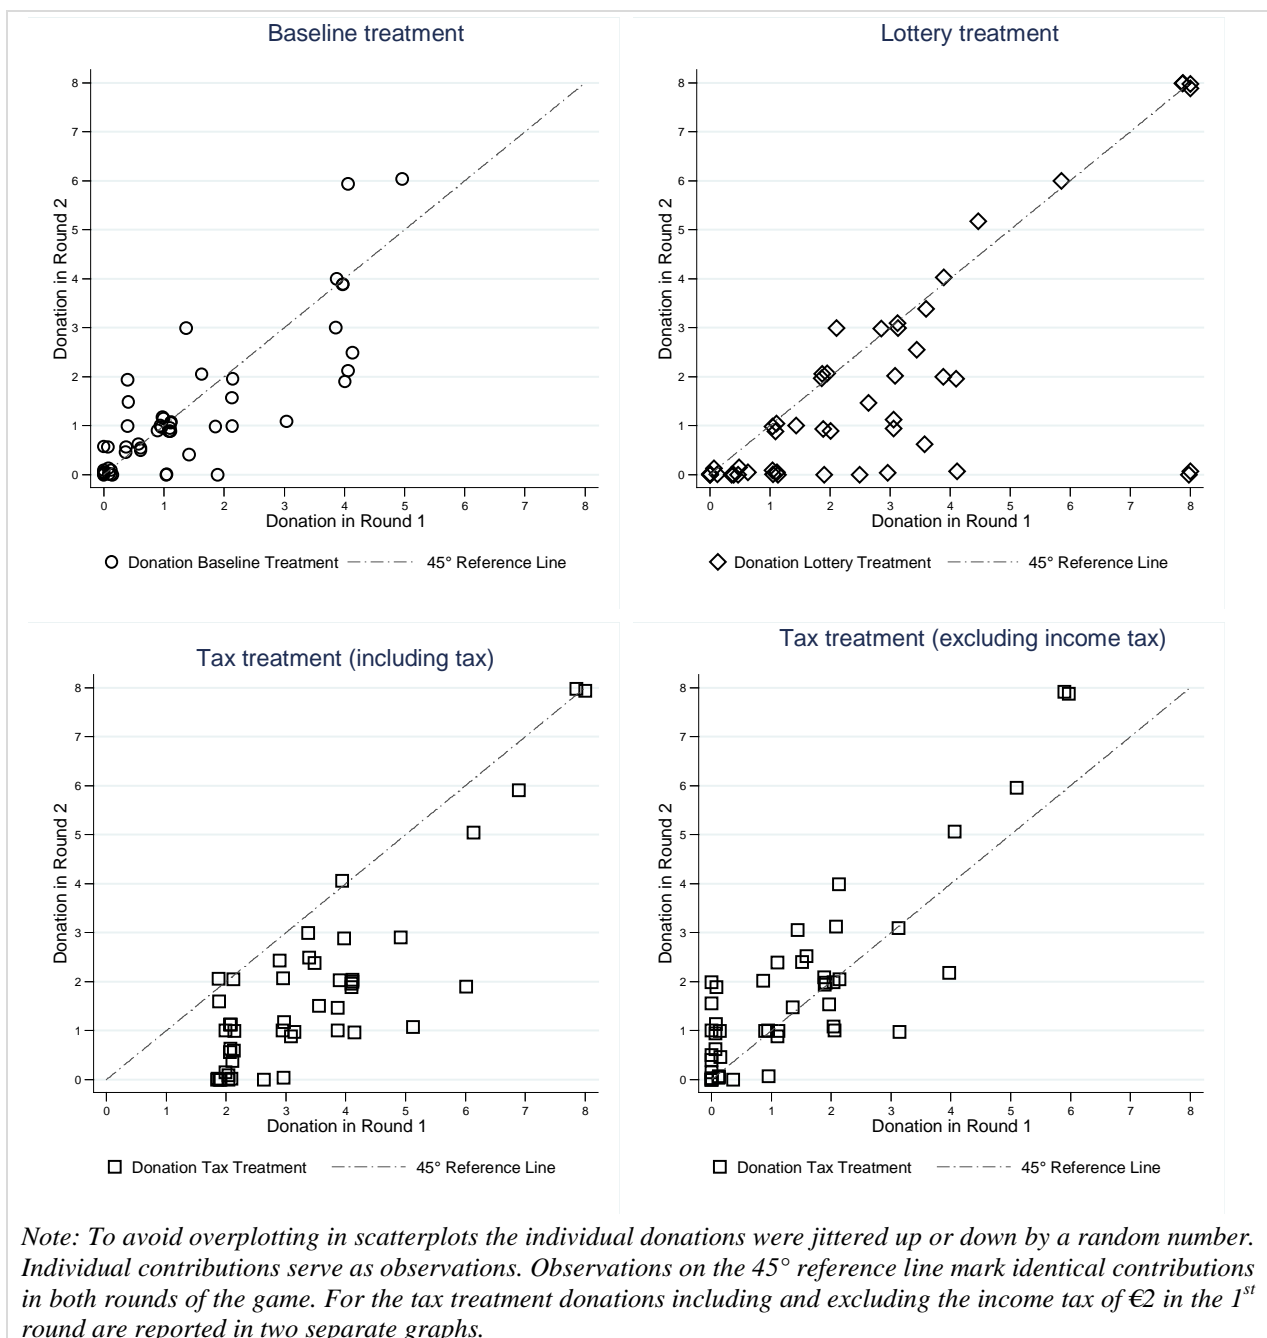 Baseline treatment
8
7
6
5
4
3
2
1
0
Donation in Round 2
0 1 2 3 4 5 6 7 8
Donation in Round 1
Donation Baseline Treatment 45° Reference Line
Lottery treatment
8
7
6
5
4
3
2
1
0
Donation in Round 2
0 1 2 3 4 5 6 7 8
Donation in Round 1
Donation Lottery Treatment 45° Reference Line
Tax treatment (including tax)
8
7
6
5
4
3
2
1
0
Donation in Round 2
0 1 2 3 4 5 6 7 8
Donation in Round 1
Donation Tax Treatment 45° Reference Line
Tax treatment (excluding income tax)
8
7
6
5
4
3
2
1
0
Donation in Round 2
0 1 2 3 4 5 6 7 8
Donation in Round 1
Donation Tax Treatment 45° Reference Line
Note: To avoid overplotting in scatterplots the individual donations were jittered up or down by a random number.
Individual contributions serve as observations. Observations on the 45° reference line mark identical contributions
in both rounds of the game. For the tax treatment donations including and excluding the income tax of €2 in the 1st
round are reported in two separate graphs.